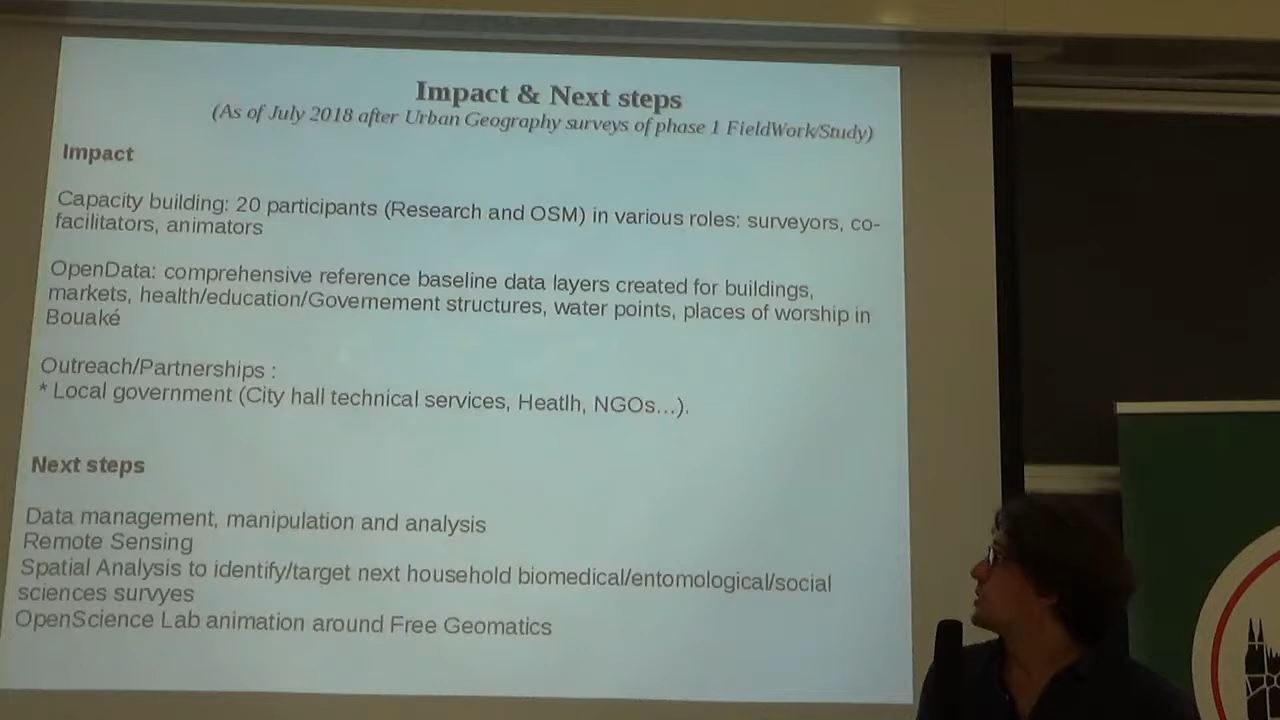 Impact & Next steps
(As of July 2018 after Urban Geography surveys of phase 1 FieldWork/Study)
Impact
Capacity building: 20 participants (Research and OSM) in various roles: surveyors, co-
facilitators, animators
OpenData: comprehensive reference baseline data layers created for buildings,
markets, health/education/Governement structures, water points, places of worship in
Bouaké
Outreach/Partnerships :
* Local government (City hall technical services, Heatlh, NGOs...).
Next steps
Data management, manipulation and analysis
Remote Sensing
Spatial Analysis to identify/target next household biomedical/entomological/social
sciences survyes
OpenScience Lab animation around Free Geomatics